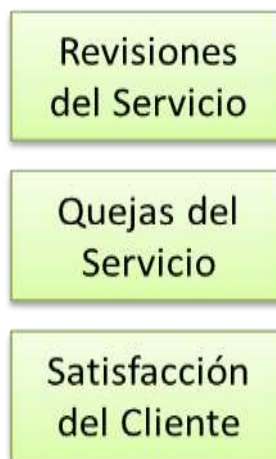 Revisiones
del Servicio
Quejas del
Servicio
Satisfacción
del Cliente